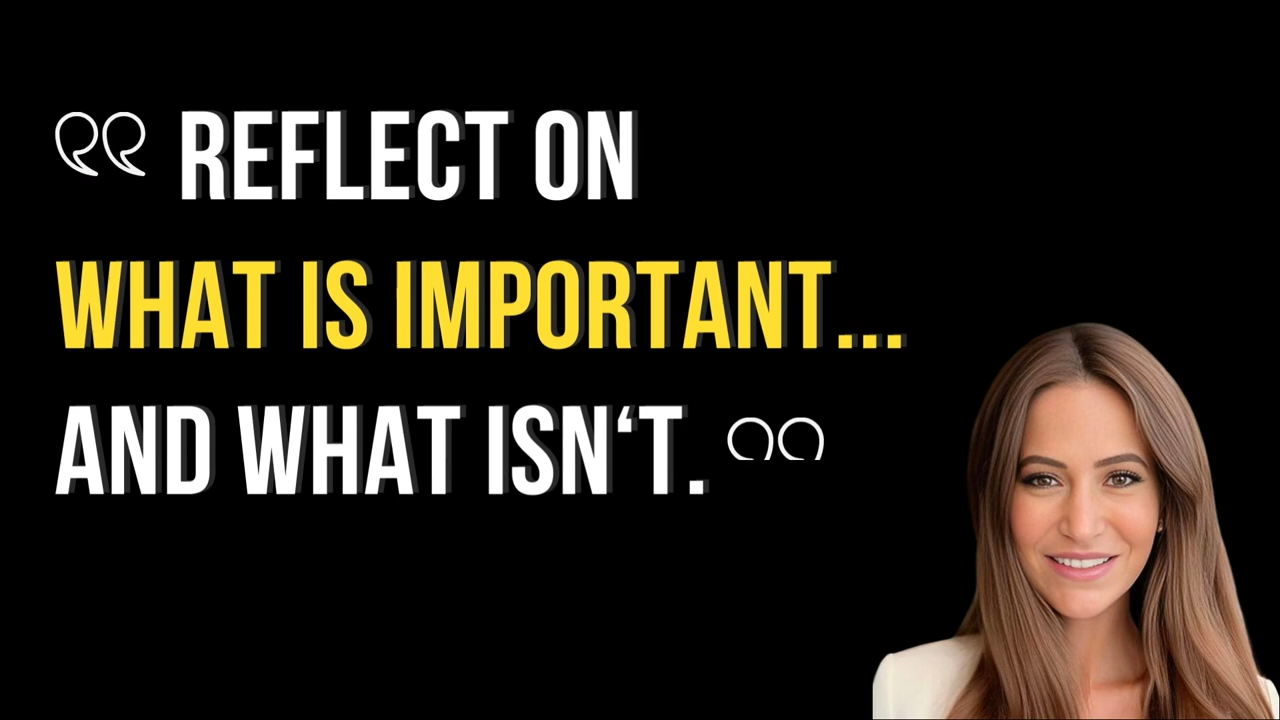 “ REFLECT ON
WHAT IS IMPORTANT...
AND WHAT ISN‘T. ”